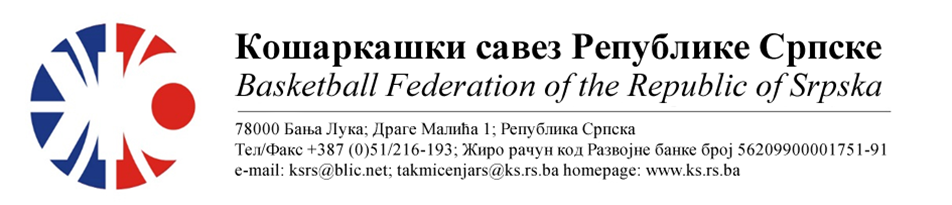 Кошаркашки савез Републике Српске
Basketball Federation of the Republic of Srpska
78000 Бања Лука; Драге Малића 1; Република Српска
Тел/Факс +387 (0)51/216-193; Жиро рачун код Развојне банке број 56209900001751-91
e-mail: ksrs@blic.net; takmicenjars@ks.rs.ba homepage: www.ks.rs.ba